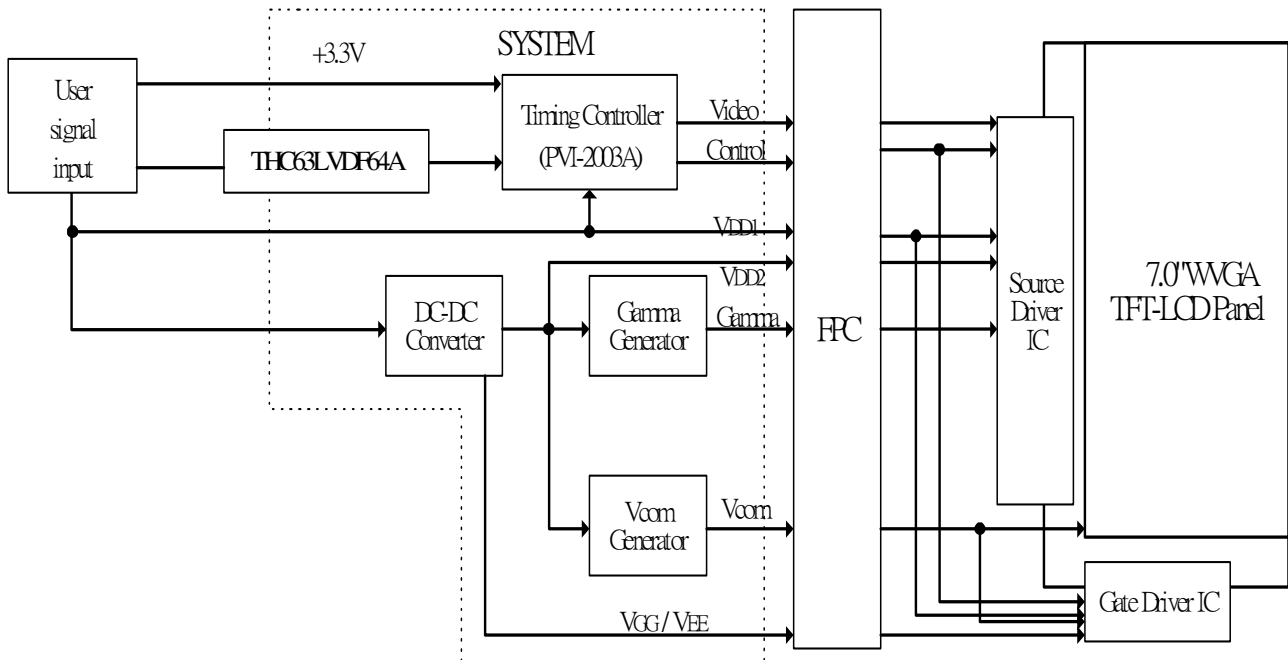 SYSTEM
+3.3V
User
signal
input
THC63LVDF64A
Timing Controller
(PVI-2003A)
Video
Control
VDD1
VDD2
DC-DC
Converter
Gamma
Generator
Gamma
Vcom
Generator
Vcom
VGG / VEE
FPC
Source
Driver
IC
7.0"WVGA
TFT-LCD Panel
Gate Driver IC